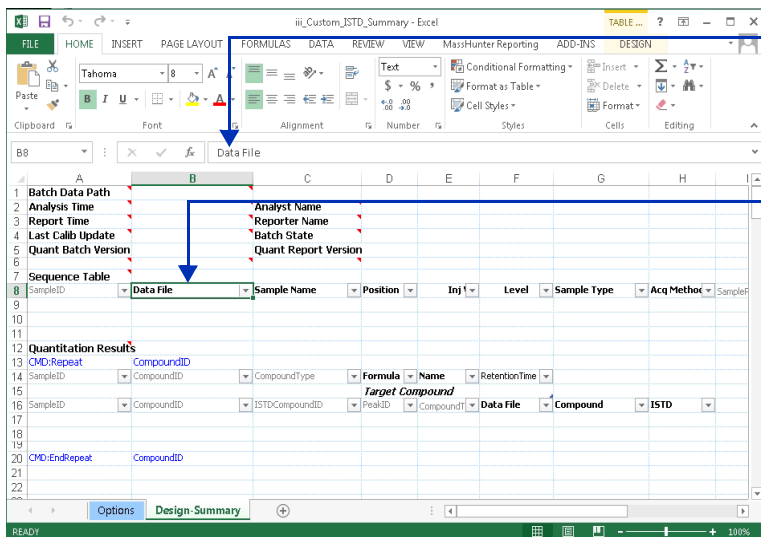 iii_Custom_ISTD_Summary - Excel
TABLE ...
?
FILE HOME INSERT PAGE LAYOUT FORMULAS DATA REVIEW VIEW MassHunter Reporting ADD-INS DESIGN
Paste
Tahoma 8 A A
B I U A
Text
$ % ,
Conditional Formatting
Format as Table
Cell Styles
Insert
Delete
Format
Clipboard Font Alignment Number Styles Cells Editing
B8 fx Data File
A B C D E F G H I
1 Batch Data Path
2 Analysis Time Analyst Name
3 Report Time Reporter Name
4 Last Calib Update Batch State
5 Quant Batch Version Quant Report Version
6
7 Sequence Table
8 SampleID Data File Sample Name Position Inj Level Sample Type Acq Method
9
10
11
12 Quantitation Results
13 CMD:Repeat CompoundID
14 SampleID CompoundID CompoundType Formula Name RetentionTime
15 Target Compound
16 SampleID CompoundID ISTDCompoundID PeakID CompoundT Data File Compound ISTD
17
18
19
20 CMD:EndRepeat CompoundID
21
22
Options Design-Summary
READY 100%